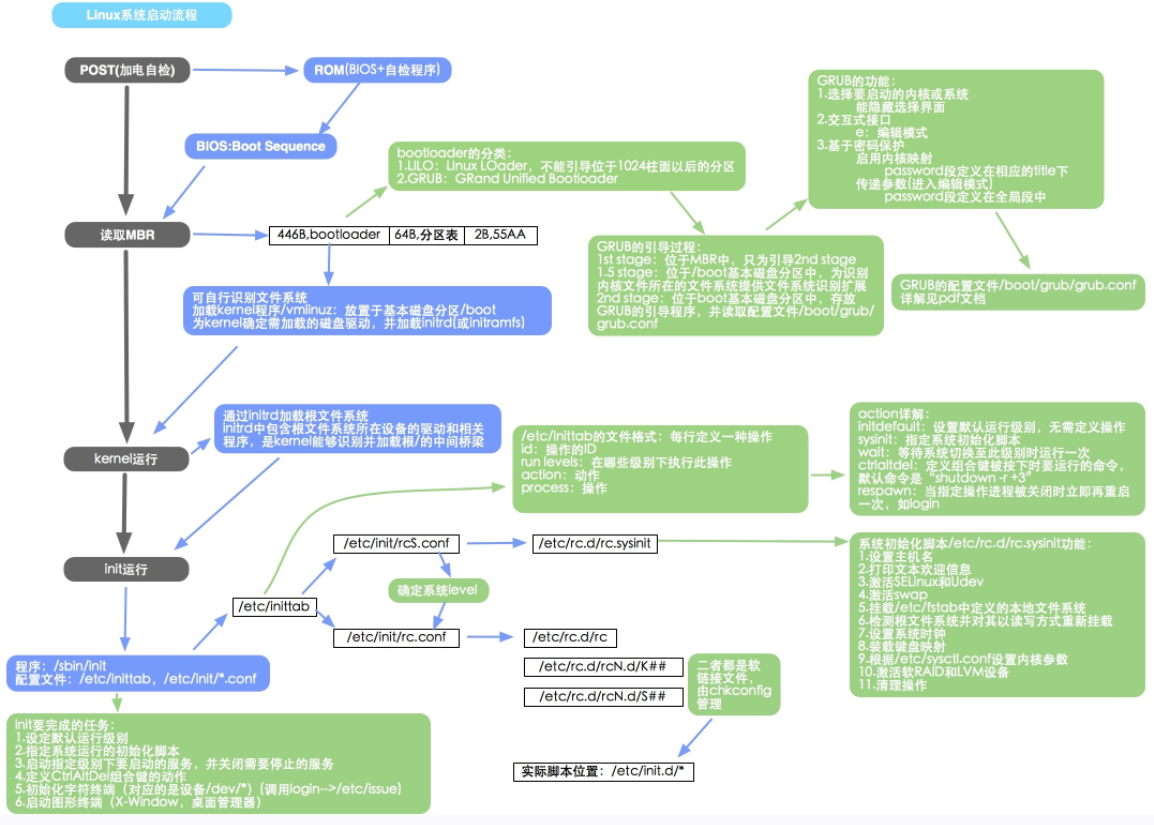 Linux系统启动流程
POST(加电自检)
ROM(BIOS+自检程序)
BIOS:Boot Sequence
读取MBR
446B,bootloader
64B,分区表
2B,55AA
bootloader的分类：
1.LILO：LInux LOader，不能引导位于1024柱面以后的分区
2.GRUB：GRand Unified Bootloader
GRUB的功能：
1.选择要启动的内核或系统
能隐藏选择界面
2.交互式接口
e：编辑模式
3.基于密码保护
启用内核映射
password段定义在相应的title下
传递参数(进入编辑模式)
password段定义在全局段中
GRUB的引导过程：
1st stage：位于MBR中，只为引导2nd stage
1.5 stage：位于/boot基本磁盘分区中，为识别
内核文件所在的文件系统提供文件系统识别扩展
2nd stage：位于boot基本磁盘分区中，存放
GRUB的引导程序，并读取配置文件/boot/grub/
grub.conf
GRUB的配置文件/boot/grub/grub.conf
详解见pdf文档
可自行识别文件系统
加载kernel程序/vmlinuz：放置于基本磁盘分区/boot
为kernel确定需加载的磁盘驱动，并加载initrd(或initramfs)
kernel运行
通过initrd加载根文件系统
initrd中包含根文件系统所在设备的驱动和相关
程序，是kernel能够识别并加载根/的中间桥梁
init运行
程序：/sbin/init
配置文件：/etc/inittab，/etc/init/*.conf
init要完成的任务：
1.设定默认运行级别
2.指定系统运行的初始化脚本
3.启动指定级别下要启动的服务，并关闭需要停止的服务
4.定义CtrlAltDel组合键的动作
5.初始化字符终端（对应的是设备/dev/*）(调用login-->/etc/issue)
6.启动图形终端（X-Window，桌面管理器）
/etc/inittab
/etc/inittab的文件格式：每行定义一种操作
id：操作的ID
run levels：在哪些级别下执行此操作
action：动作
process：操作
action详解：
initdefault：设置默认运行级别，无需定义操作
sysinit：指定系统初始化脚本
wait：等待系统切换至此级别时运行一次
ctrlaltdel：定义组合键被按下时要运行的命令，
默认命令是“shutdown -r +3”
respawn：当指定操作进程被关闭时立即再重启
一次，如login
/etc/init/rcS.conf
/etc/rc.d/rc.sysinit
确定系统level
/etc/init/rc.conf
/etc/rc.d/rc
/etc/rc.d/rcN.d/K##
/etc/rc.d/rcN.d/S##
二者都是软
链接文件，
由chkconfig
管理
实际脚本位置：/etc/init.d/*
系统初始化脚本/etc/rc.d/rc.sysinit功能：
1.设置主机名
2.打印文本欢迎信息
3.激活SELinux和Udev
4.激活swap
5.挂载/etc/fstab中定义的本地文件系统
6.检测根文件系统并对其以读写方式重新挂载
7.设置系统时钟
8.装载键盘映射
9.根据/etc/sysctl.conf设置内核参数
10.激活软RAID和LVM设备
11.清理操作